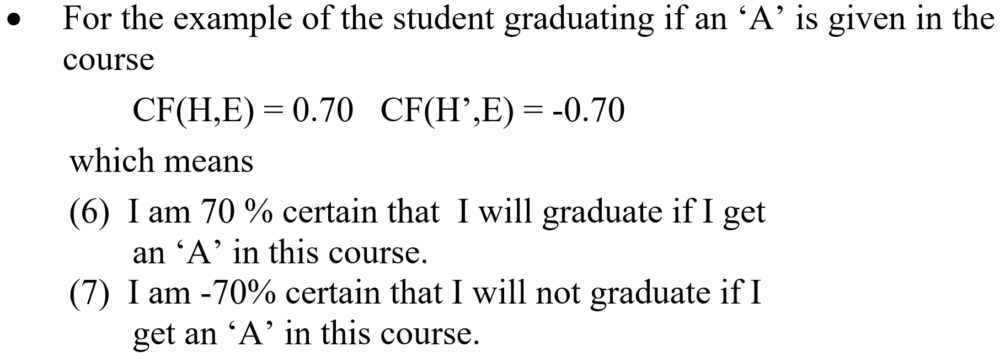 • For the example of the student graduating if an ‘A’ is given in the
course
CF(H,E) = 0.70 CF(H’,E) = -0.70
which means
(6) I am 70 % certain that I will graduate if I get
an ‘A’ in this course.
(7) I am -70% certain that I will not graduate if I
get an ‘A’ in this course.